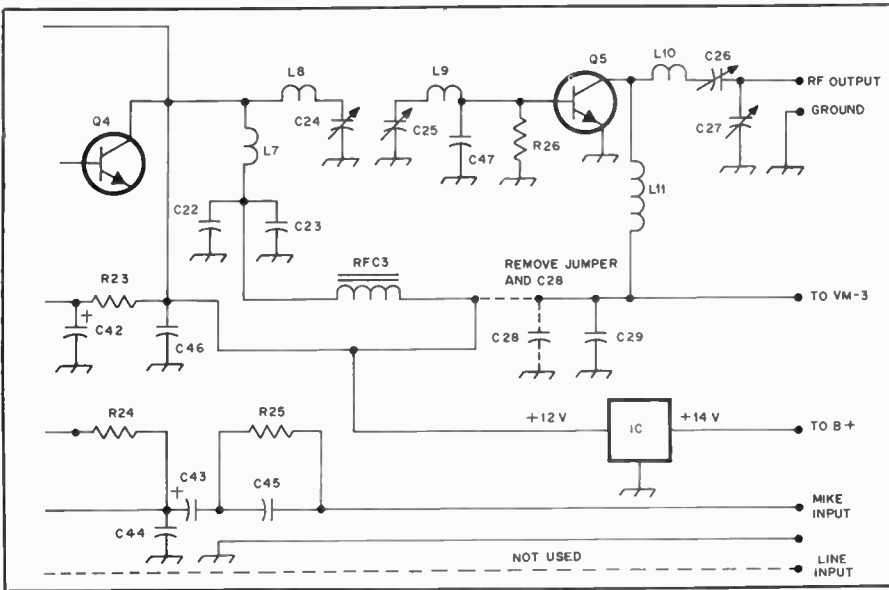 Q4
L8
C24
L9
C25
C47
R26
Q5
L10
C26
RF OUTPUT
GROUND
C27
L7
C22
C23
L11
RFC3
REMOVE JUMPER
AND C28
R23
+
C42
C46
C28
C29
TO VM-3
R24
R25
+12 V
IC
+14 V
TO B+
C43
+
C45
C44
MIKE
INPUT
NOT USED
LINE
INPUT